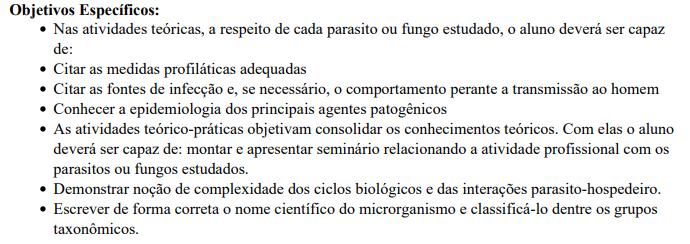 Objetivos Específicos:
• Nas atividades teóricas, a respeito de cada parasito ou fungo estudado, o aluno deverá ser capaz
de:
• Citar as medidas profiláticas adequadas
• Citar as fontes de infecção e, se necessário, o comportamento perante a transmissão ao homem
• Conhecer a epidemiologia dos principais agentes patogênicos
• As atividades teórico-práticas objetivam consolidar os conhecimentos teóricos. Com elas o aluno
deverá ser capaz de: montar e apresentar seminário relacionando a atividade profissional com os
parasitos ou fungos estudados.
• Demonstrar noção de complexidade dos ciclos biológicos e das interações parasito-hospedeiro.
• Escrever de forma correta o nome científico do microrganismo e classificá-lo dentre os grupos
taxonômicos.